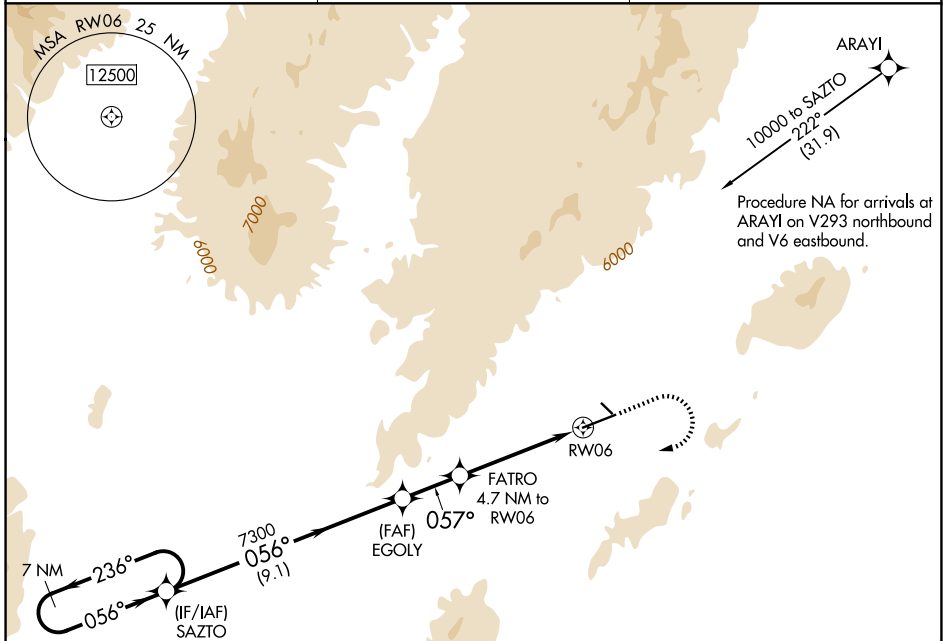 MSA RW06 25 NM
12500
ARAYI
10000 to SAZTO
222°
(31.9)
Procedure NA for arrivals at
ARAYI on V293 northbound
and V6 eastbound.
7000
6000
6000
RW06
FATRO
4.7 NM to
RW06
057°
(FAF)
EGOLY
7300
056°
(9.1)
7 NM
236°
056°
(IF/IAF)
SAZTO